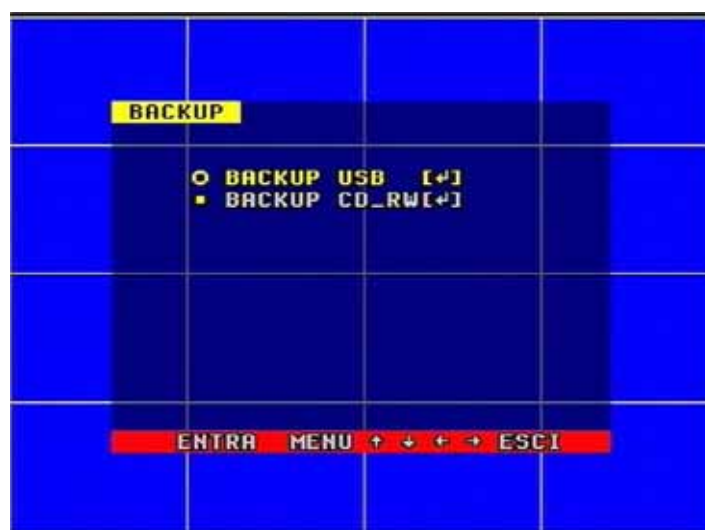 BACKUP
BACKUP USB [↵]
BACKUP CD_RW[↵]
ENTRA MENU ↑ ↓ ← → ESCI